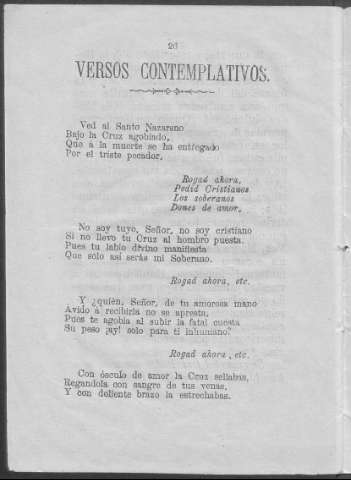 26
VERSOS CONTEMPLATIVOS.
Ved al Santo Nazareno
Bajo la Cruz agobiado,
Que á la muerte se ha entregado
Por el triste pecador,
Rogad ahora,
Pedid Cristianos
Los soberanos
Dones de amor.
No soy tuyo, Señor, no soy cristiano
Si no llevo tu Cruz al hombro puesta.
Pues tu labio divino manifiesta
Que solo así serás mi Soberano.
Rogad ahora, etc.
Y ¿quién, Señor, de tu amorosa mano
Avido a recibirla no se apresta,
Pues te agobia al subir la fatal cuesta
Su peso ¡ay! solo para tí inhumano?
Rogad ahora, etc.
Con ósculo de amor la Cruz sellabas,
Regandola con sangre de tus venas,
Y con doliente brazo la estrechabas.